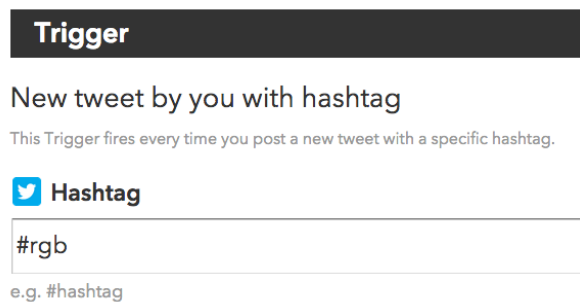 Trigger
New tweet by you with hashtag
This Trigger fires every time you post a new tweet with a specific hashtag.
Hashtag
#rgb
e.g. #hashtag